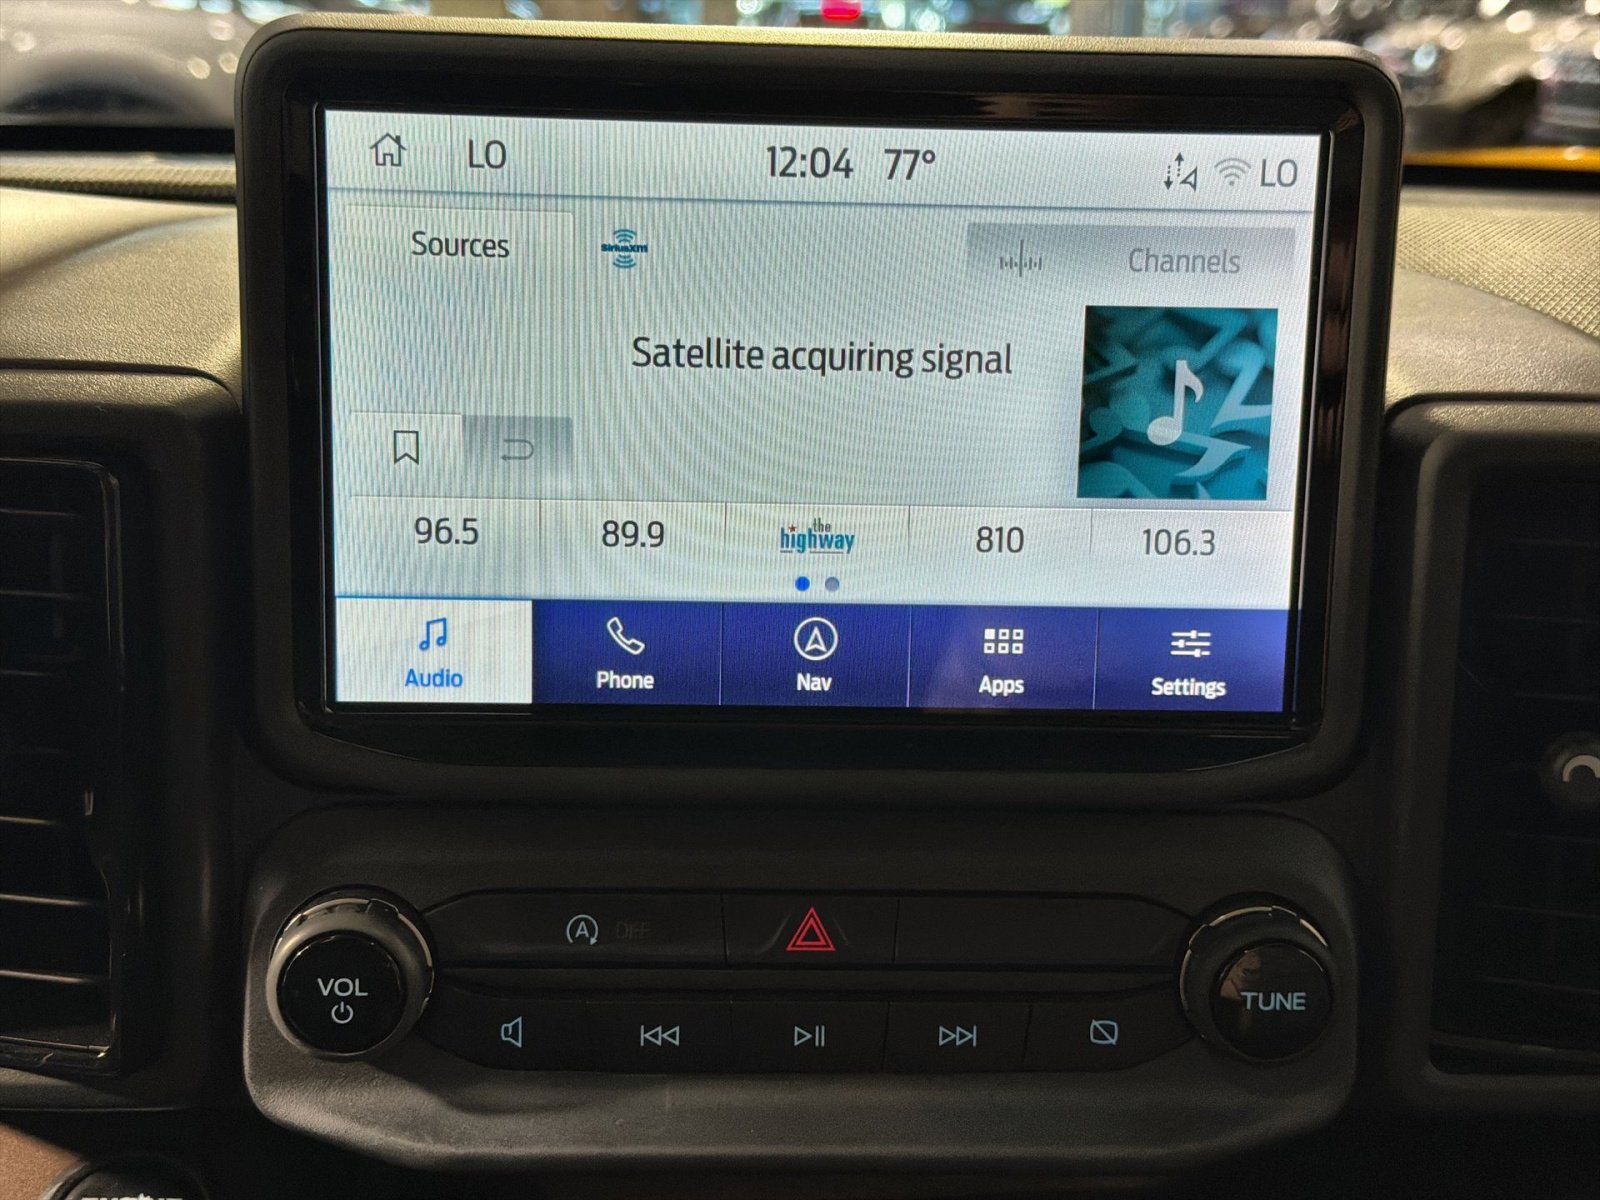 LO 12:04 77° LO
Sources SiriusXM Channels
Satellite acquiring signal
96.5 89.9 the highway 810 106.3
Audio Phone Nav Apps Settings
A OFF
VOL TUNE